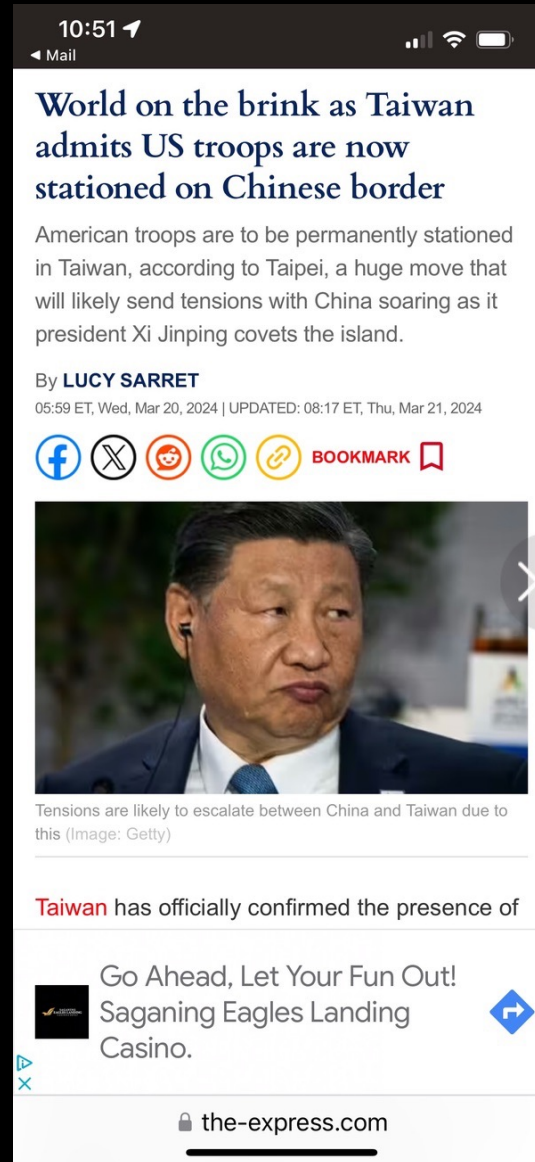 10:51
◀ Mail
World on the brink as Taiwan
admits US troops are now
stationed on Chinese border
American troops are to be permanently stationed
in Taiwan, according to Taipei, a huge move that
will likely send tensions with China soaring as it
president Xi Jinping covets the island.
By LUCY SARRET
05:59 ET, Wed, Mar 20, 2024 | UPDATED: 08:17 ET, Thu, Mar 21, 2024
BOOKMARK
Tensions are likely to escalate between China and Taiwan due to
this (Image: Getty)
Taiwan has officially confirmed the presence of
Go Ahead, Let Your Fun Out!
Saganing Eagles Landing
Casino.
the-express.com